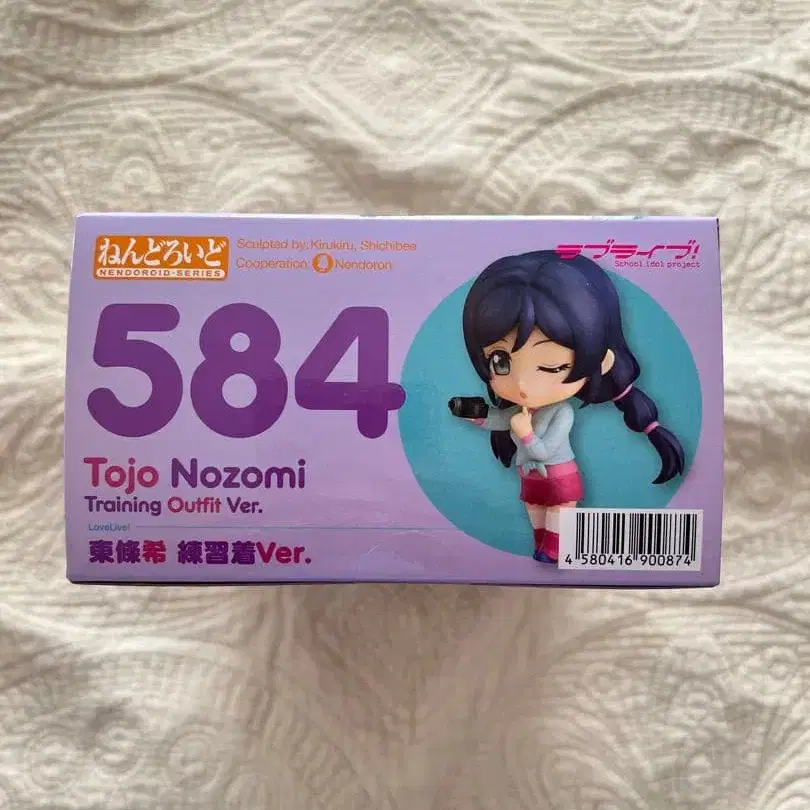 ねんどろいど
NENDOROID-SERIES
Sculpted by: Kirukiru, Shichibee
Cooperation: Nendoron
ラブライブ!
School idol project
584
Tojo Nozomi
Training Outfit Ver.
LoveLive!
東條希 練習着Ver.
4 580416 900874